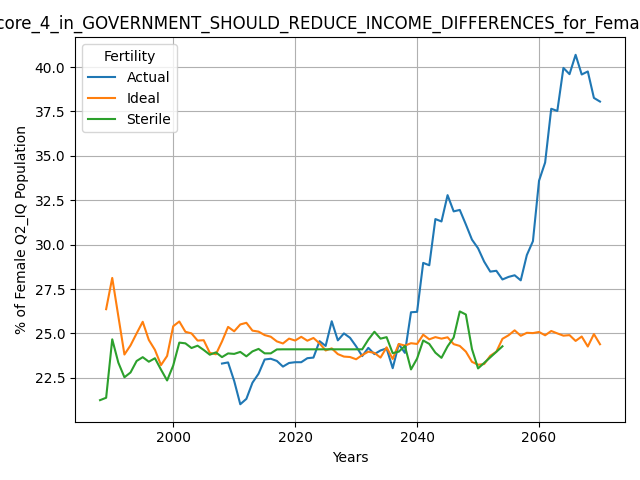 core_4_in_GOVERNMENT_SHOULD_REDUCE_INCOME_DIFFERENCES_for_Fema
Fertility
Actual
Ideal
Sterile
% of Female Q2_IQ Population
40.0
37.5
35.0
32.5
30.0
27.5
25.0
22.5
2000
2020
2040
2060
Years